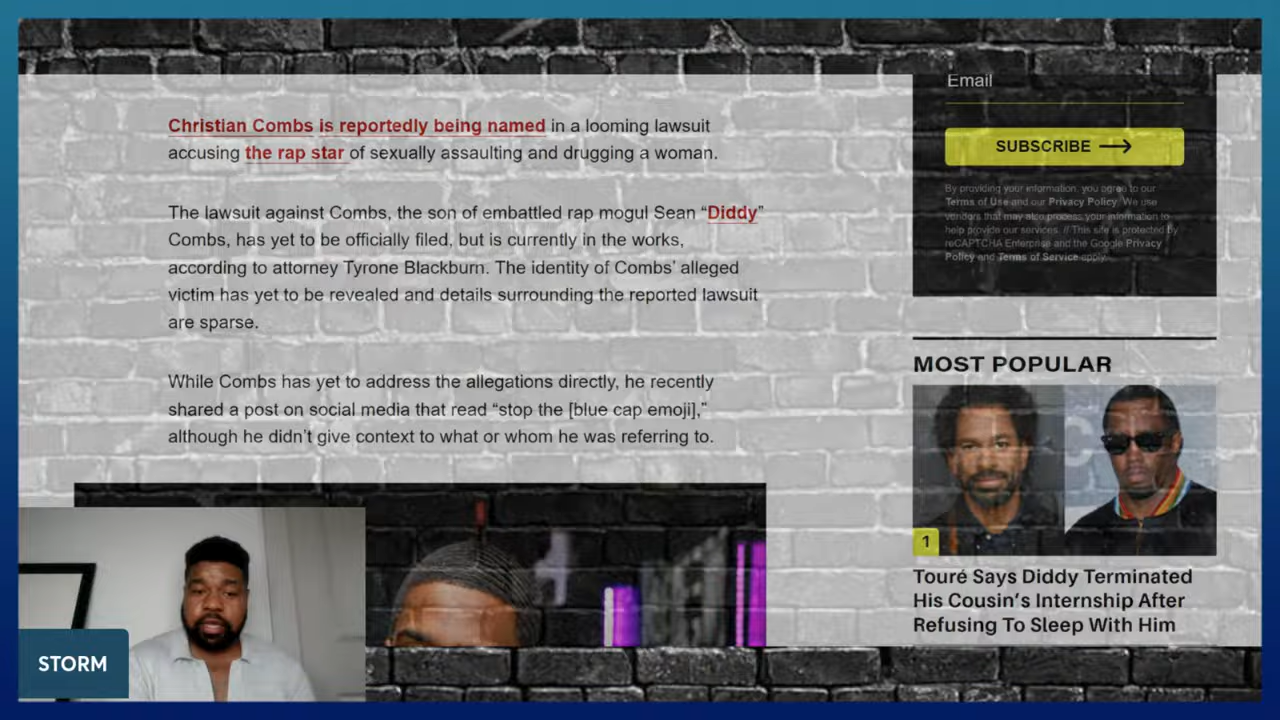 Christian Combs is reportedly being named in a looming lawsuit
accusing the rap star of sexually assaulting and drugging a woman.
The lawsuit against Combs, the son of embattled rap mogul Sean “Diddy”
Combs, has yet to be officially filed, but is currently in the works,
according to attorney Tyrone Blackburn. The identity of Combs’ alleged
victim has yet to be revealed and details surrounding the reported lawsuit
are sparse.
While Combs has yet to address the allegations directly, he recently
shared a post on social media that read “stop the [blue cap emoji],”
although he didn’t give context to what or whom he was referring to.
Email
SUBSCRIBE
By providing your information, you agree to our
Terms of Use and our Privacy Policy. We use
vendors that may also process your information to
help provide our services. // This site is protected by
reCAPTCHA Enterprise and the Google Privacy
Policy and Terms of Service apply.
MOST POPULAR
1
Touré Says Diddy Terminated
His Cousin’s Internship After
Refusing To Sleep With Him
STORM